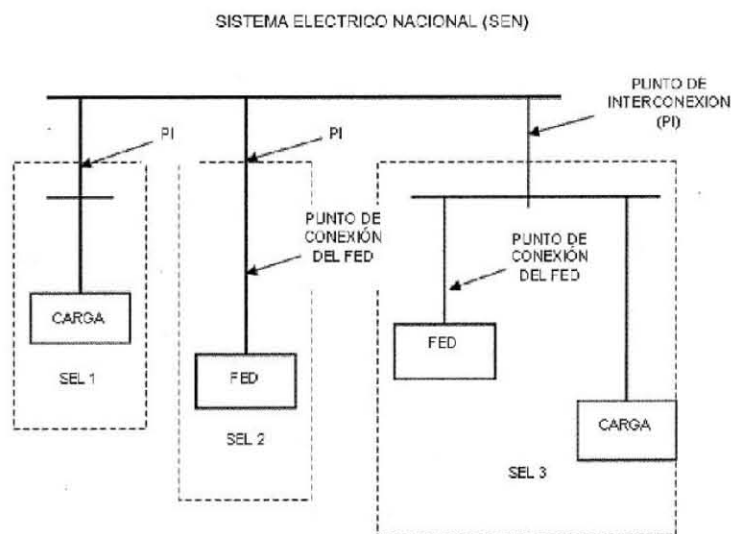 SISTEMA ELECTRICO NACIONAL (SEN)
PUNTO DE
INTERCONEXION
(PI)
PI
PI
PUNTO DE
CONEXIÓN
DEL FED
PUNTO DE
CONEXIÓN
DEL FED
CARGA
FED
FED
SEL 1
CARGA
SEL 2
SEL 3